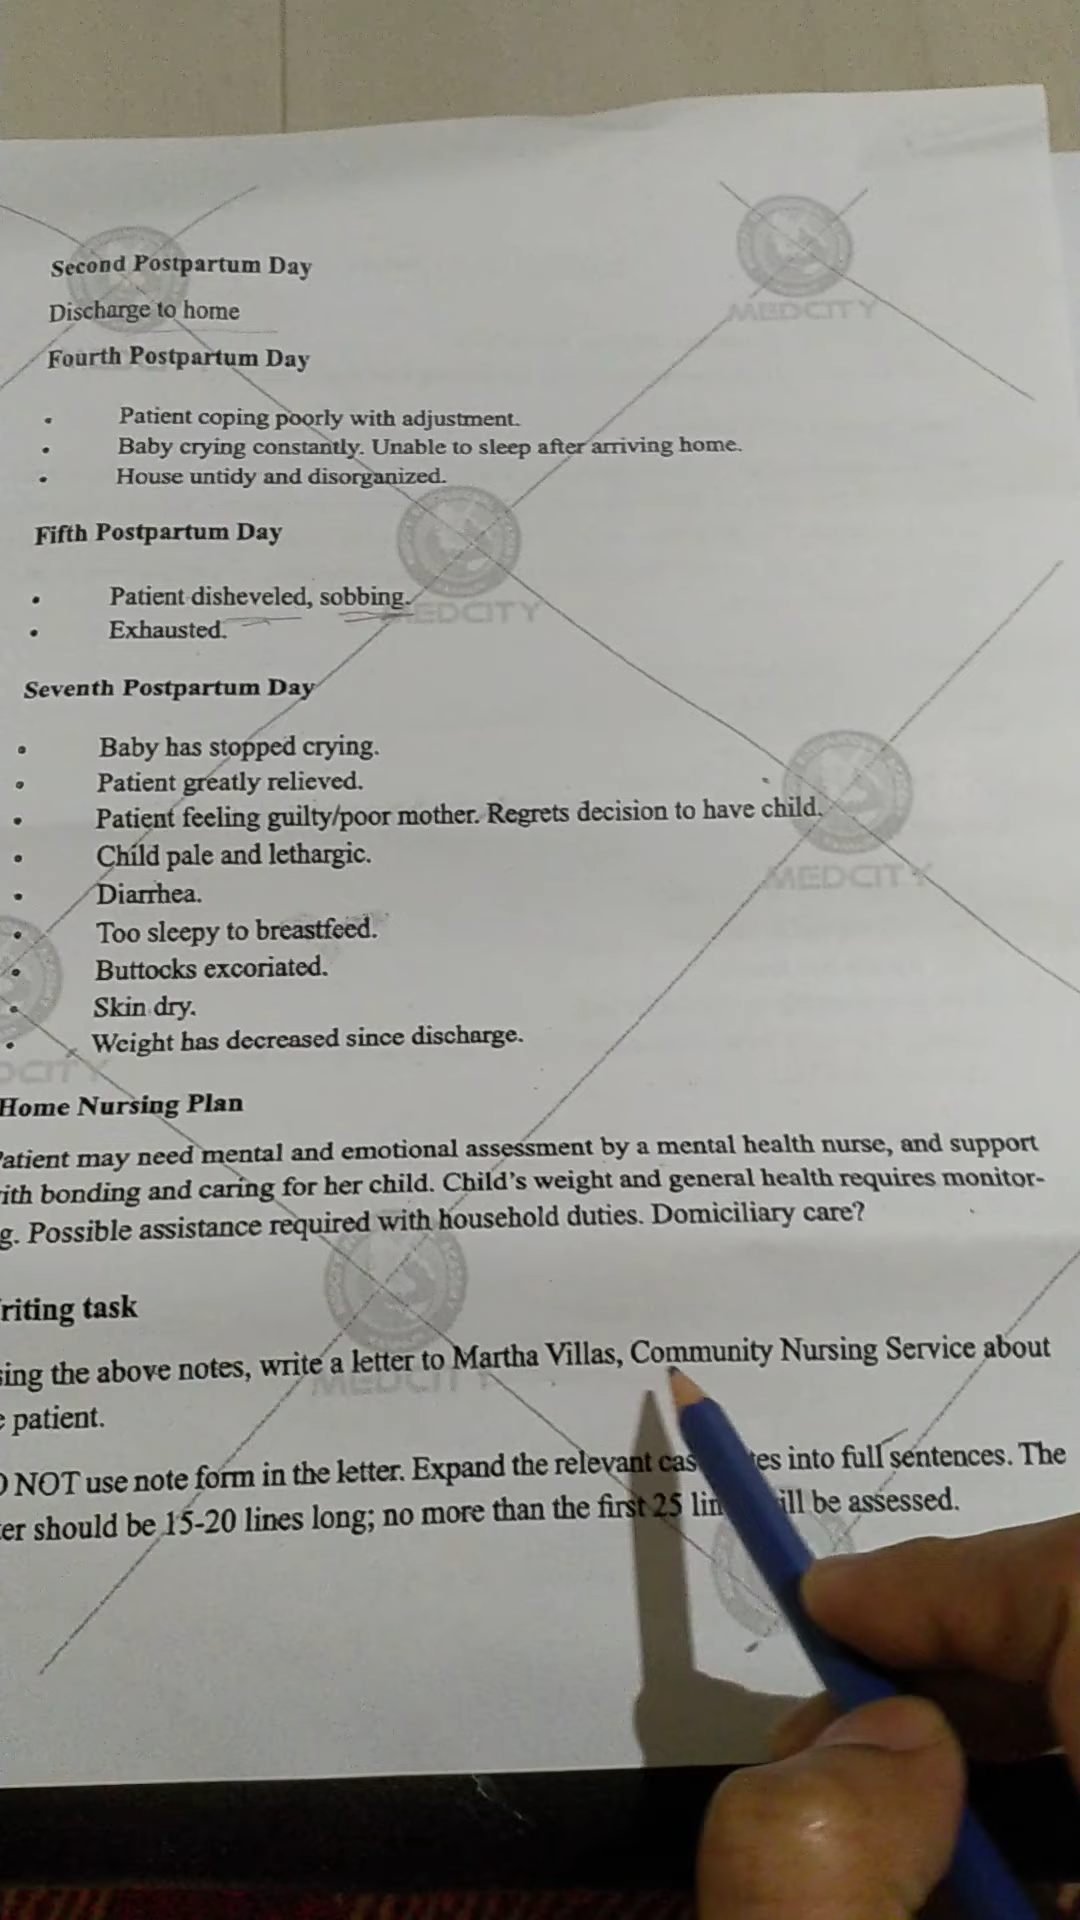 Second Postpartum Day
MEDCITY
Discharge to home
Fourth Postpartum Day
• Patient coping poorly with adjustment.
• Baby crying constantly. Unable to sleep after arriving home.
• House untidy and disorganized.
Fifth Postpartum Day
• Patient disheveled, sobbing.
EDCITY
• Exhausted.
Seventh Postpartum Day
• Baby has stopped crying.
• Patient greatly relieved.
• Patient feeling guilty/poor mother. Regrets decision to have child.
• Child pale and lethargic.
MEDCITY
• Diarrhea.
• Too sleepy to breastfeed.
• Buttocks excoriated.
• Skin dry.
• Weight has decreased since discharge.
DCITY
Home Nursing Plan
Patient may need mental and emotional assessment by a mental health nurse, and support
ith bonding and caring for her child. Child's weight and general health requires monitor-
g. Possible assistance required with household duties. Domiciliary care?
riting task
ing the above notes, write a letter to Martha Villas, Community Nursing Service about
MEDCITY
e patient.
O NOT use note form in the letter. Expand the relevant cas tes into full sentences. The
er should be 15-20 lines long; no more than the first 25 lin ill be assessed.